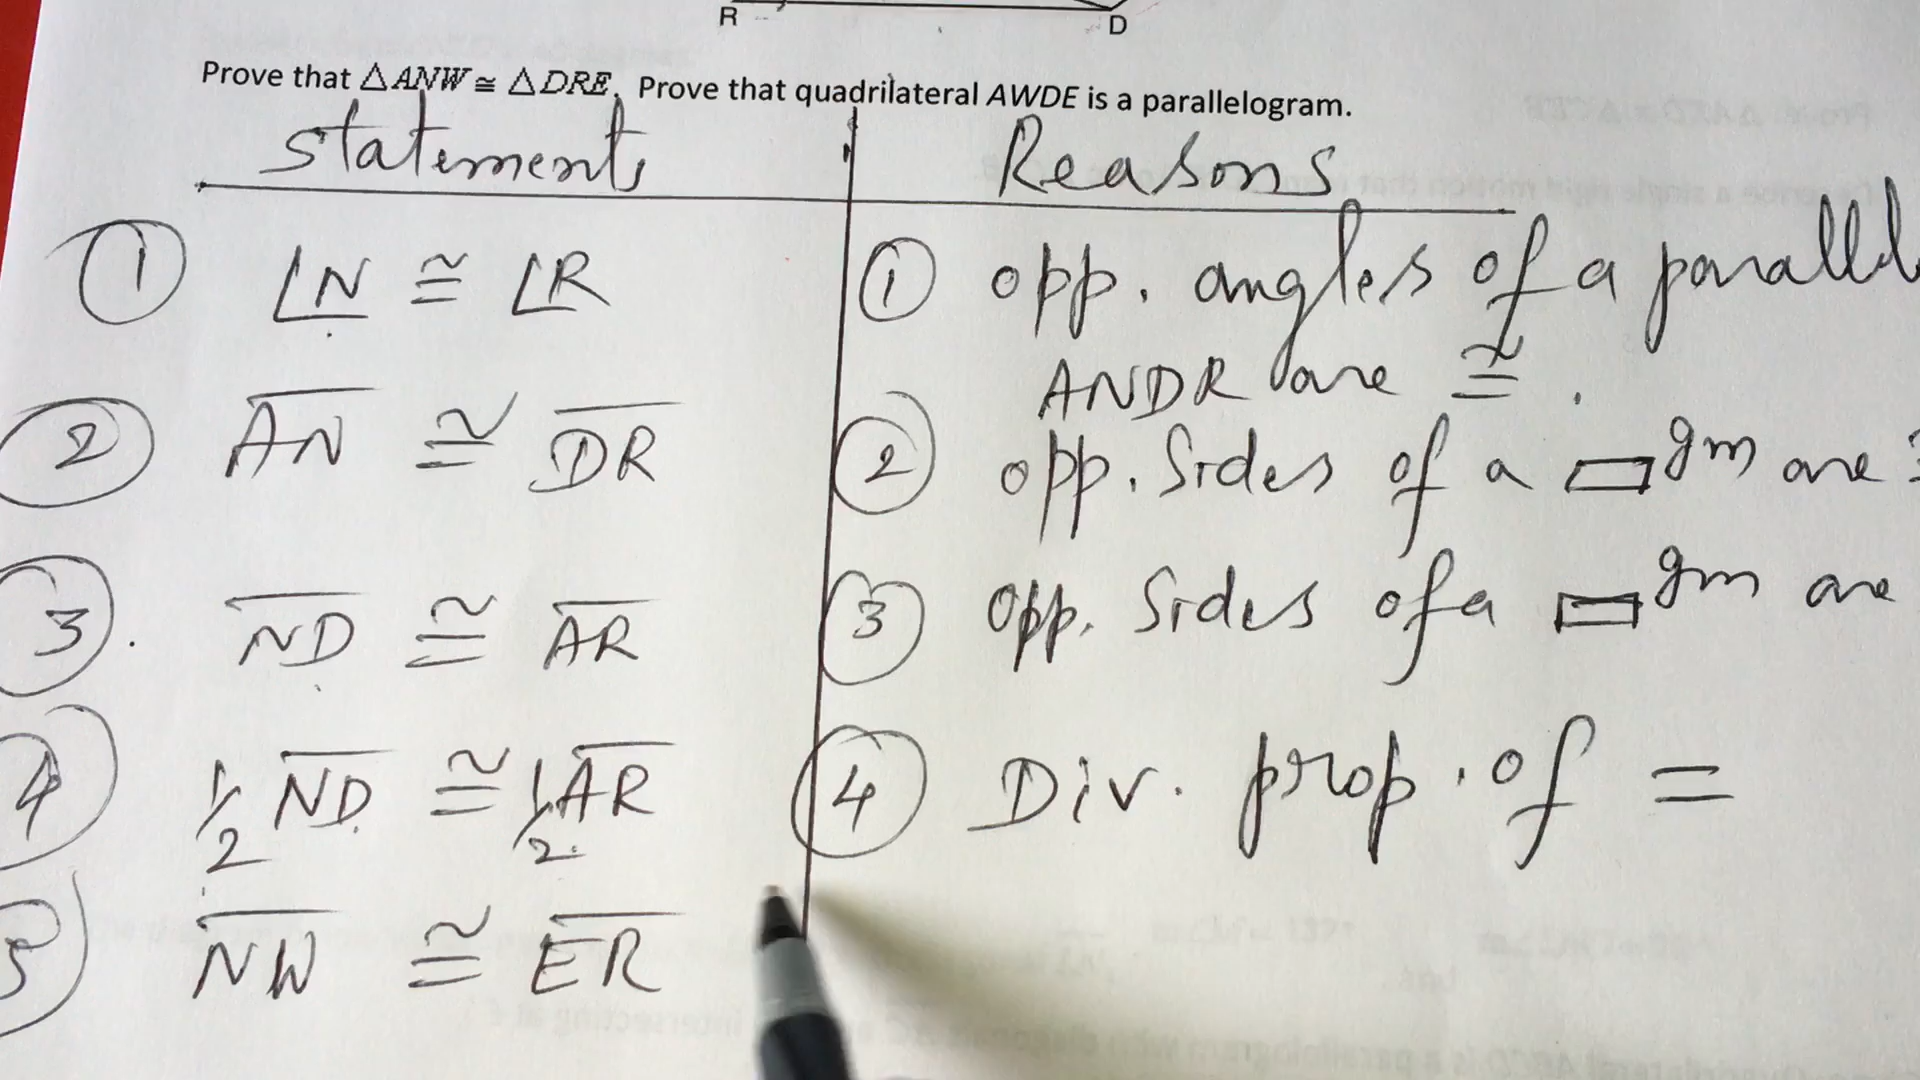 R D
Prove that △ANW ≅ △DRE. Prove that quadrilateral AWDE is a parallelogram.
Statements Reasons
① ∠N ≅ ∠R ① opp. angles of a parallel
ANDR are ≅.
② AN ≅ DR ② opp. Sides of a ▭gm are
③. ND ≅ AR ③ opp. Sides of a ▭gm are
④ 1/2 ND ≅ 1/2 AR ④ Div. prop. of =
⑤ NW ≅ ER